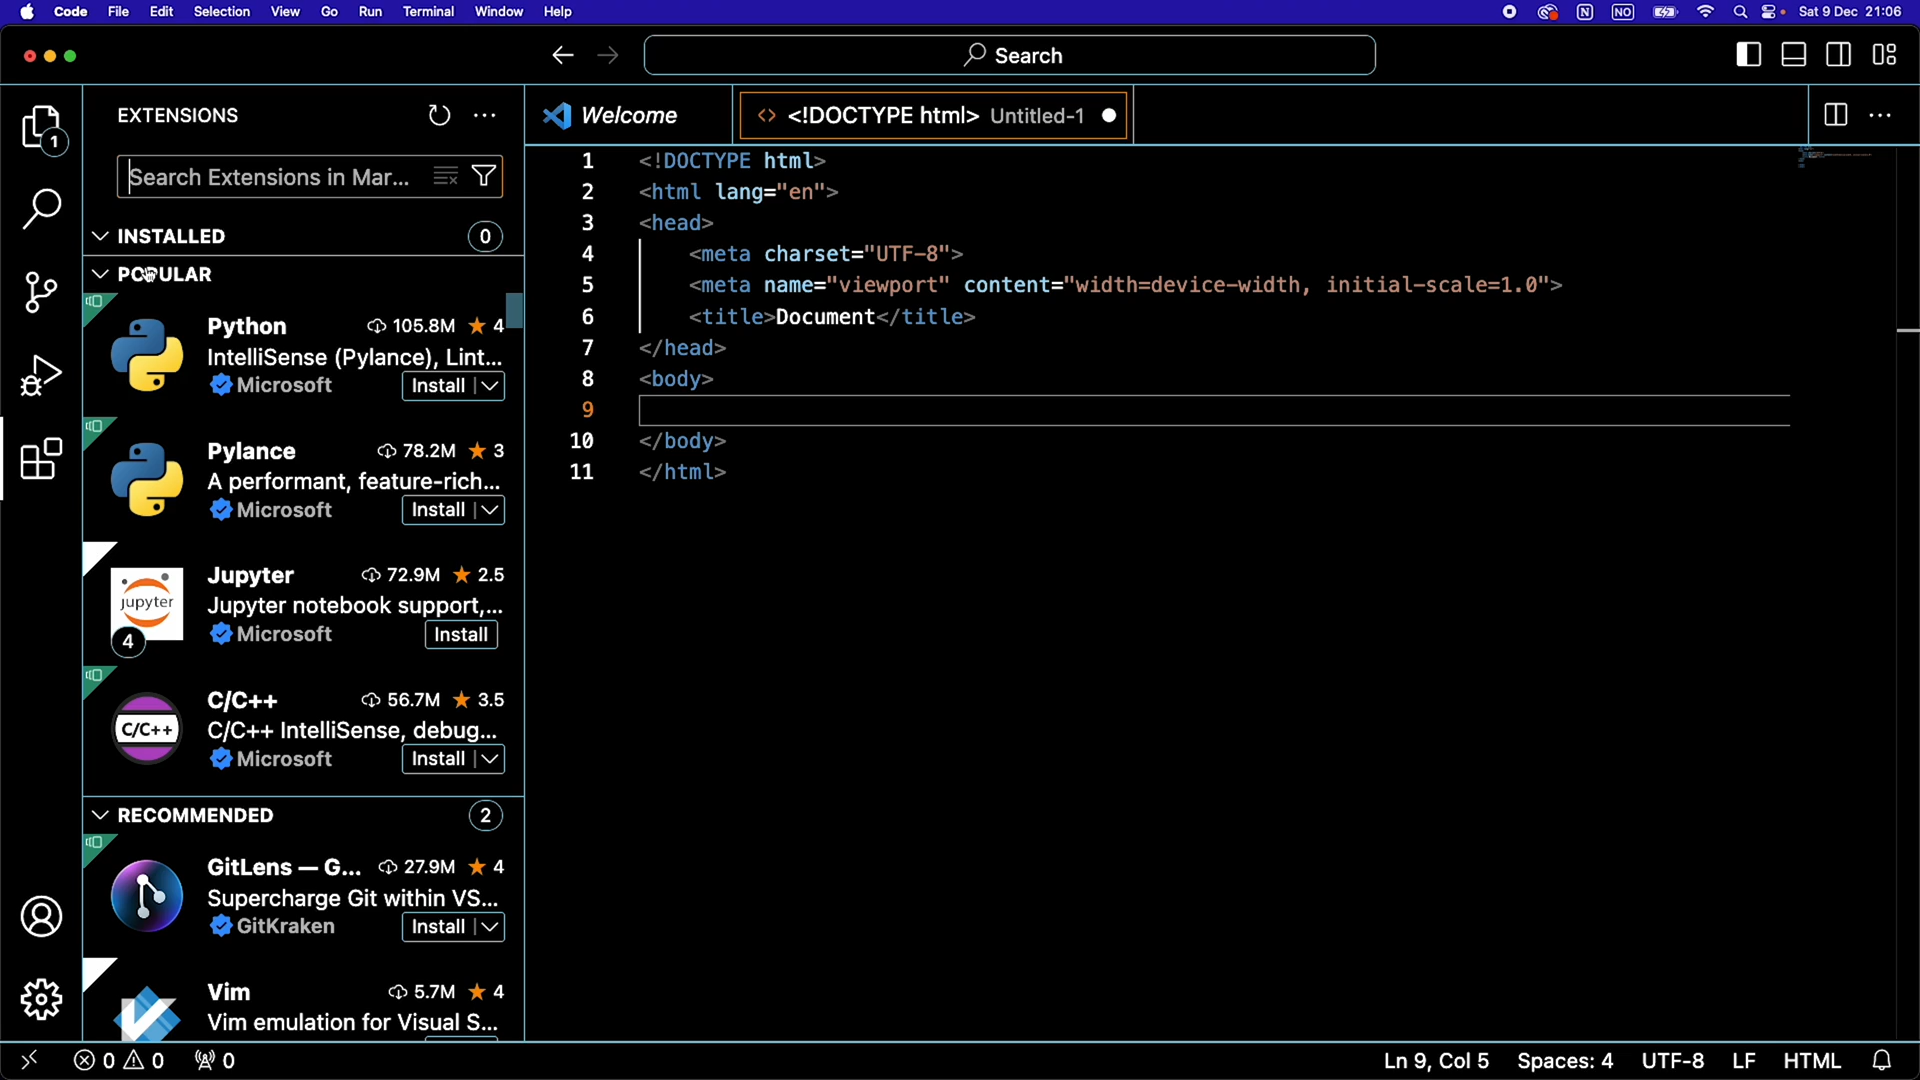 Code File Edit Selection View Go Run Terminal Window Help NO Sat 9 Dec 21:06
Search
EXTENSIONS
Search Extensions in Mar...
INSTALLED 0
POPULAR
Python 105.8M 4
IntelliSense (Pylance), Lint...
Microsoft Install
Pylance 78.2M 3
A performant, feature-rich...
Microsoft Install
Jupyter 72.9M 2.5
Jupyter notebook support,...
Microsoft Install
jupyter
4
C/C++ 56.7M 3.5
C/C++ IntelliSense, debug...
Microsoft Install
C/C++
RECOMMENDED 2
GitLens — G... 27.9M 4
Supercharge Git within VS...
GitKraken Install
Vim 5.7M 4
Vim emulation for Visual S...
1
Welcome <!DOCTYPE html> Untitled-1
1 <!DOCTYPE html>
2 <html lang="en">
3 <head>
4 <meta charset="UTF-8">
5 <meta name="viewport" content="width=device-width, initial-scale=1.0">
6 <title>Document</title>
7 </head>
8 <body>
9
10 </body>
11 </html>
0 0 0 Ln 9, Col 5 Spaces: 4 UTF-8 LF HTML